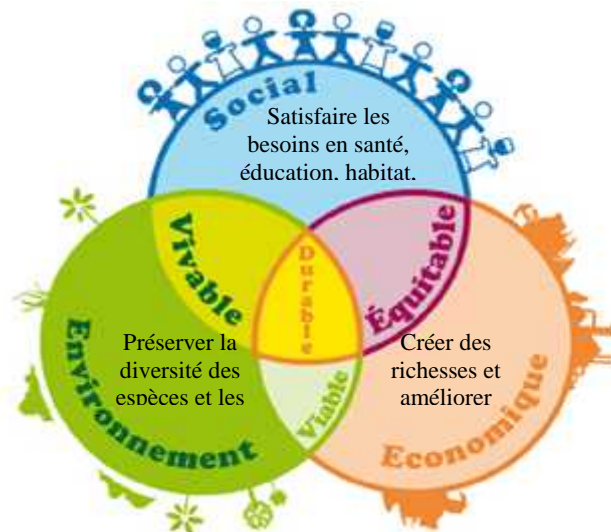 Social
Satisfaire les
besoins en santé,
éducation, habitat,
Vivable
Durable
Équitable
Environnement
Préserver la
diversité des
espèces et les
Créer des
richesses et
améliorer
Viable
Economique